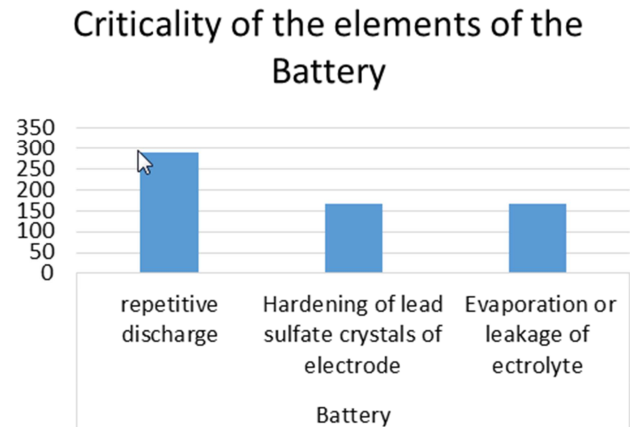 Criticality of the elements of the
Battery
350
300
250
200
150
100
50
0
repetitive
discharge
Hardening of lead
sulfate crystals of
electrode
Evaporation or
leakage of
ectrolyte
Battery